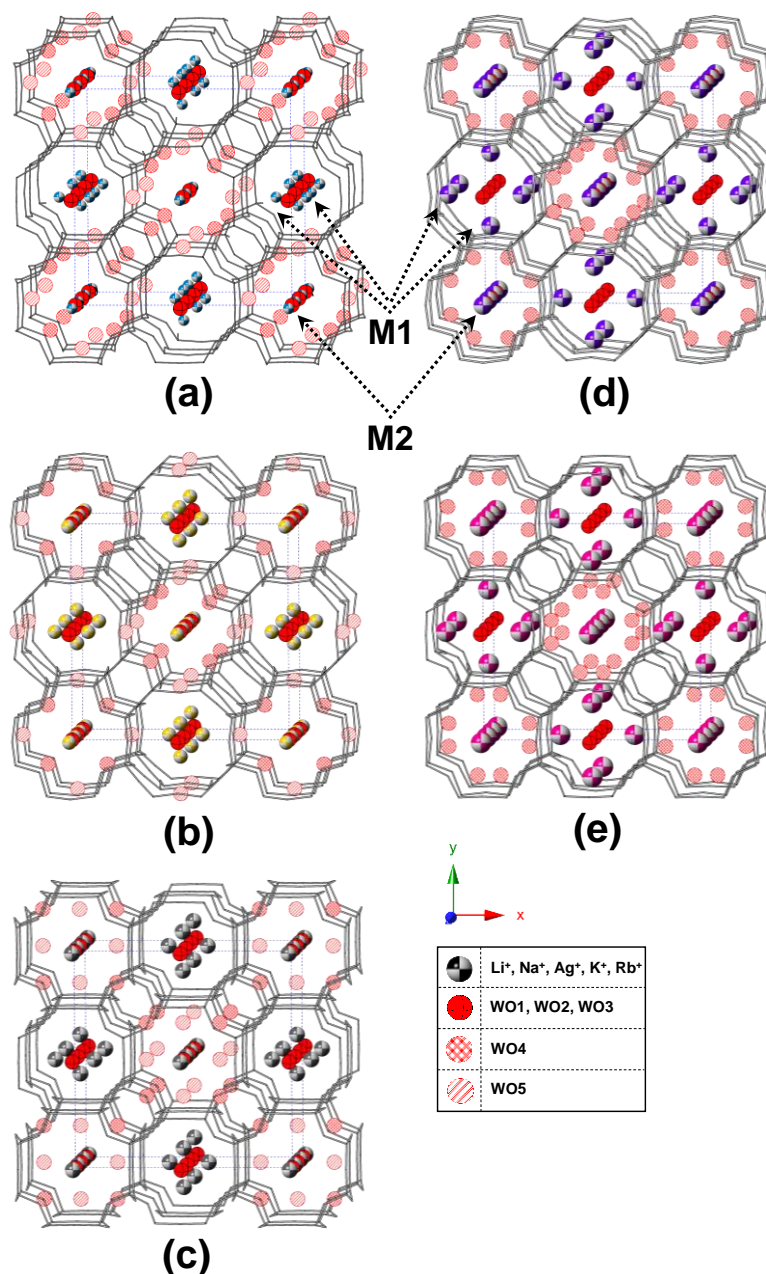 M1
(a)
(d)
M2
(b)
(e)
y
x
Li⁺, Na⁺, Ag⁺, K⁺, Rb⁺
WO1, WO2, WO3
WO4
WO5
(c)